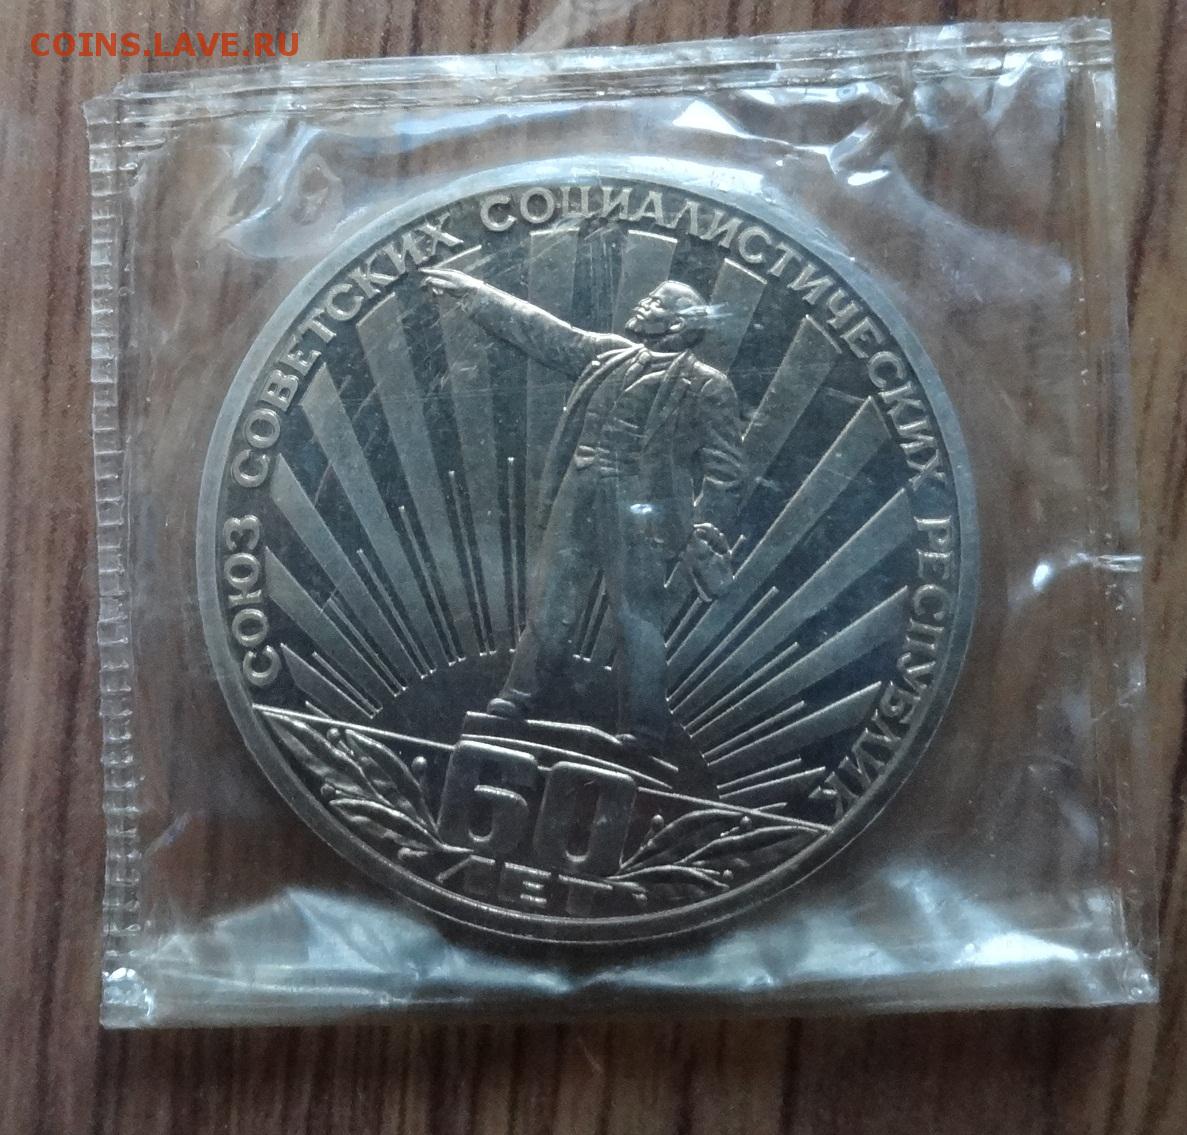 COINS.LAVE.RU
СОЮЗ СОВЕТСКИХ СОЦИАЛИСТИЧЕСКИХ РЕСПУБЛИК
60
ЛЕТ